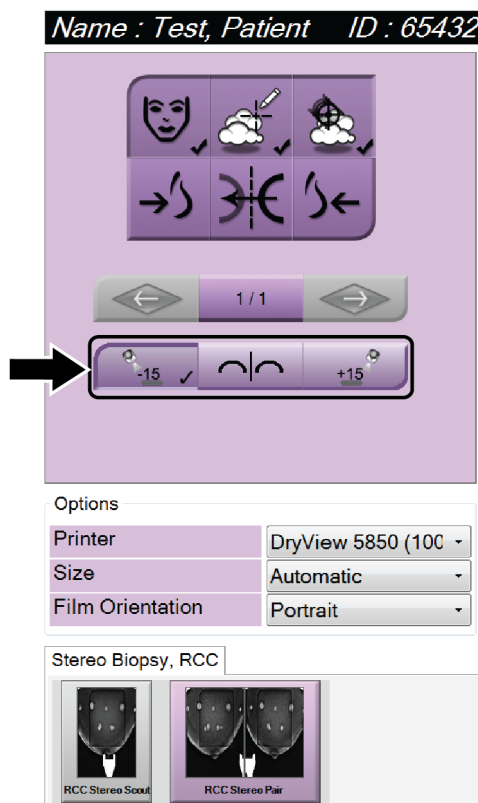 Name : Test, Patient ID : 65432
1 / 1
-15 +15
Options
Printer DryView 5850 (100
Size Automatic
Film Orientation Portrait
Stereo Biopsy, RCC
RCC Stereo Scout RCC Stereo Pair